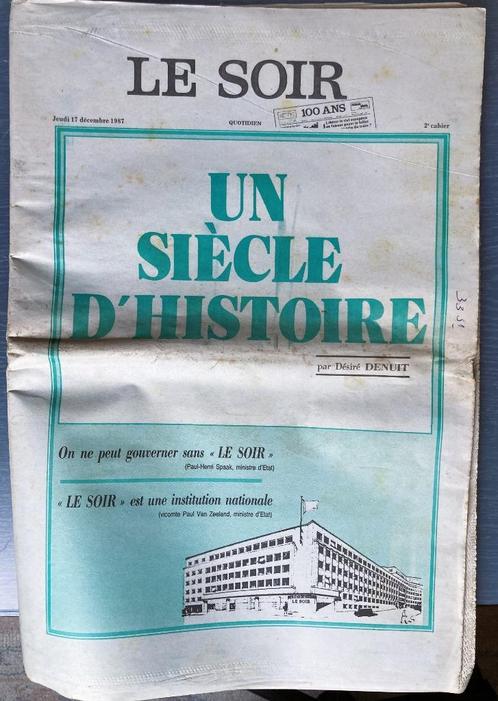 LE SOIR
Jeudi 17 décembre 1987
QUOTIDIEN
100 ANS
2e cahier
UN
SIÈCLE
D'HISTOIRE
par Désiré DENUIT
On ne peut gouverner sans « LE SOIR »
(Paul-Henri Spaak, ministre d'Etat)
« LE SOIR » est une institution nationale
(vicomte Paul Van Zeeland, ministre d'Etat)
LE SOIR